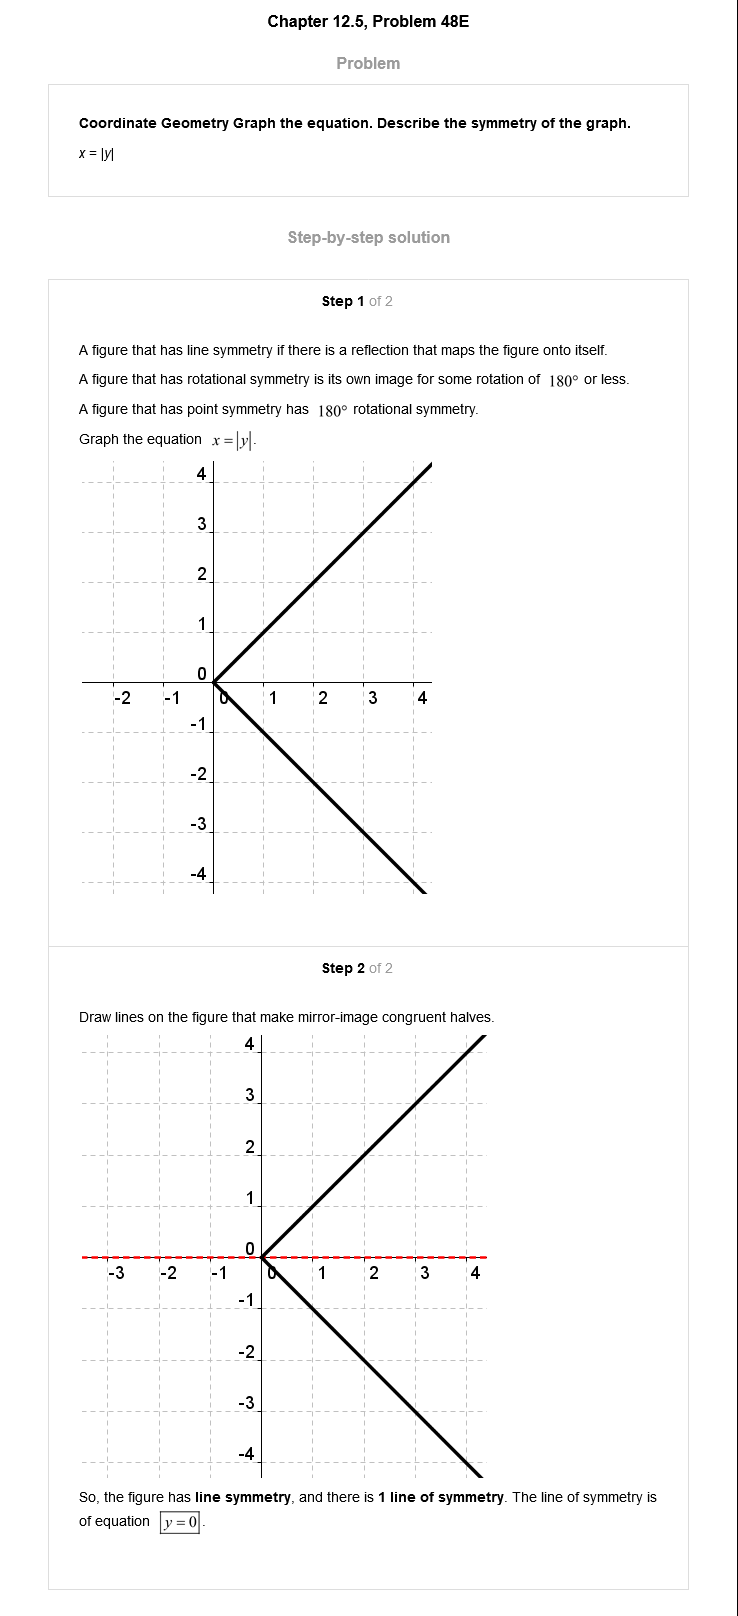 Chapter 12.5, Problem 48E
Problem
Coordinate Geometry Graph the equation. Describe the symmetry of the graph.
x = |y|
Step-by-step solution
Step 1 of 2
A figure that has line symmetry if there is a reflection that maps the figure onto itself.
A figure that has rotational symmetry is its own image for some rotation of 180° or less.
A figure that has point symmetry has 180° rotational symmetry.
Graph the equation x = |y|.
4
3
2
1
0
-2 -1 0 1 2 3 4
-1
-2
-3
-4
Step 2 of 2
Draw lines on the figure that make mirror-image congruent halves.
4
3
2
1
0
-3 -2 -1 0 1 2 3 4
-1
-2
-3
-4
So, the figure has line symmetry, and there is 1 line of symmetry. The line of symmetry is
of equation y = 0.